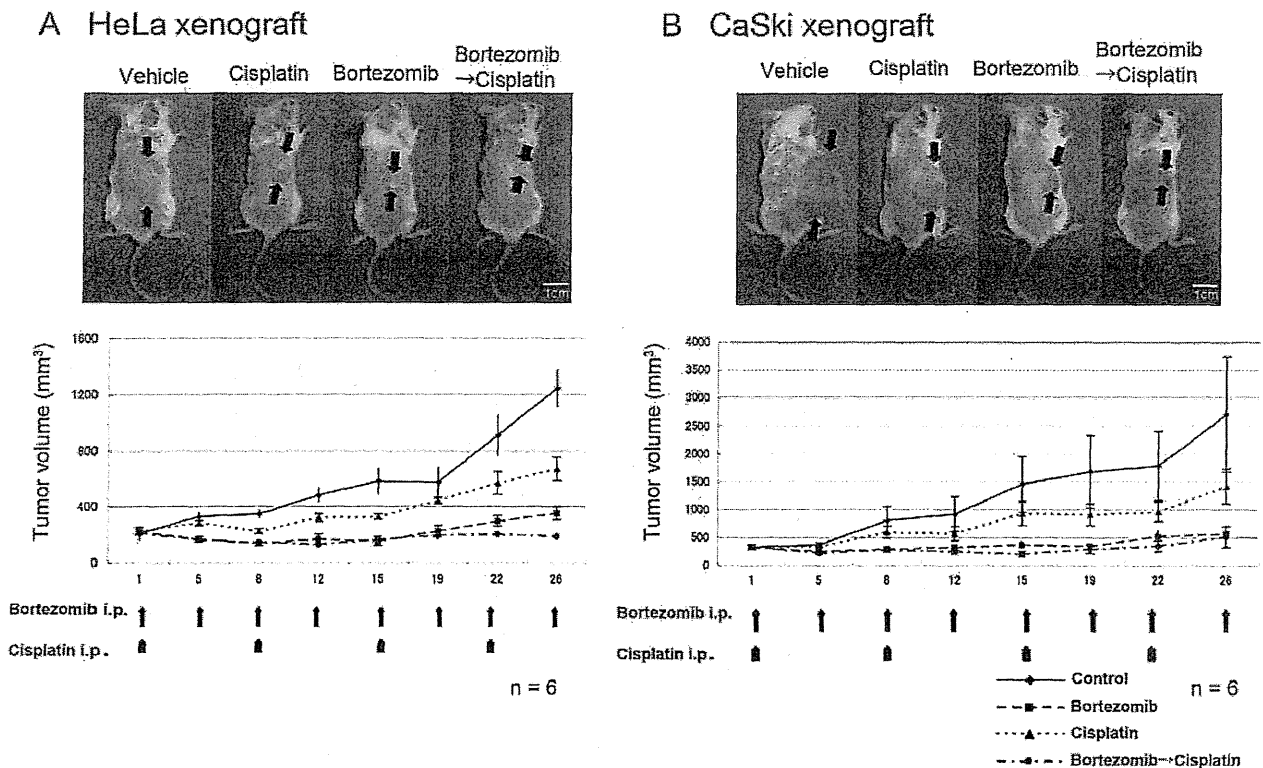 A HeLa xenograft
Vehicle Cisplatin Bortezomib Bortezomib
→Cisplatin
1cm
Tumor volume (mm³)
1600
1200
800
400
0
1 5 8 12 15 19 22 26
Bortezomib i.p.
Cisplatin i.p.
n = 6
B CaSki xenograft
Vehicle Cisplatin Bortezomib Bortezomib
→Cisplatin
1cm
Tumor volume (mm³)
4000
3500
3000
2500
2000
1500
1000
500
0
1 5 8 12 15 19 22 26
Bortezomib i.p.
Cisplatin i.p.
n = 6
Control
Bortezomib
Cisplatin
Bortezomib→Cisplatin